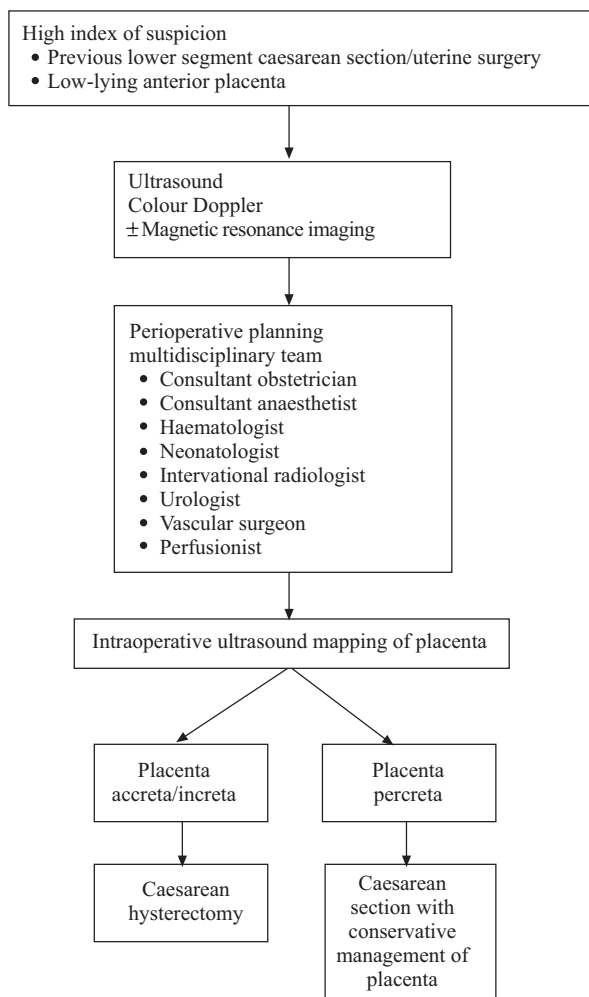 High index of suspicion
• Previous lower segment caesarean section/uterine surgery
• Low-lying anterior placenta
Ultrasound
Colour Doppler
±Magnetic resonance imaging
Perioperative planning
multidisciplinary team
• Consultant obstetrician
• Consultant anaesthetist
• Haematologist
• Neonatologist
• Intervational radiologist
• Urologist
• Vascular surgeon
• Perfusionist
Intraoperative ultrasound mapping of placenta
Placenta
accreta/increta
Placenta
percreta
Caesarean
hysterectomy
Caesarean
section with
conservative
management of
placenta